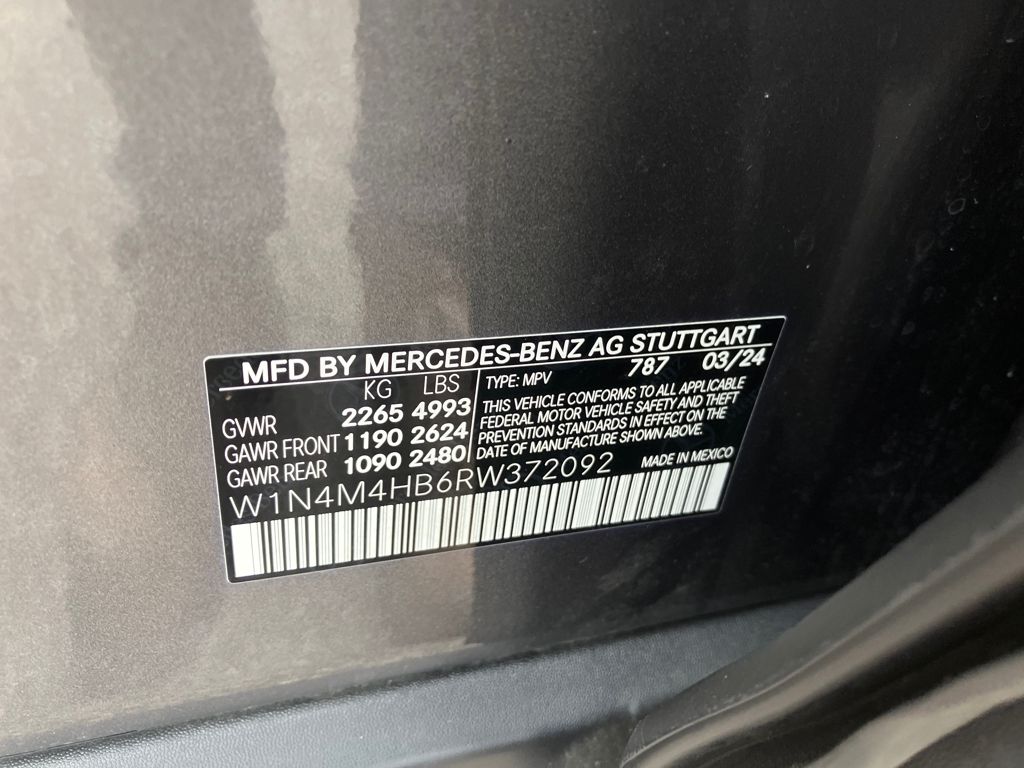 MFD BY MERCEDES-BENZ AG STUTTGART
KG LBS
GVWR 2265 4993
GAWR FRONT 1190 2624
GAWR REAR 1090 2480
787 03/24
TYPE: MPV
THIS VEHICLE CONFORMS TO ALL APPLICABLE
FEDERAL MOTOR VEHICLE SAFETY AND THEFT
PREVENTION STANDARDS IN EFFECT ON THE
DATE OF MANUFACTURE SHOWN ABOVE.
W1N4M4HB6RW372092
MADE IN MEXICO